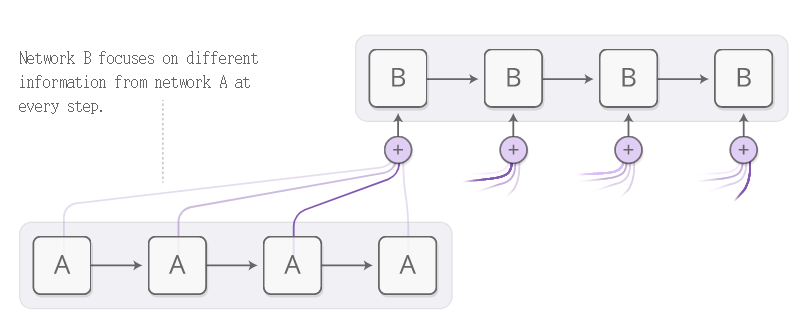 Network B focuses on different
information from network A at
every step.
B B B B
+ + + +
A A A A